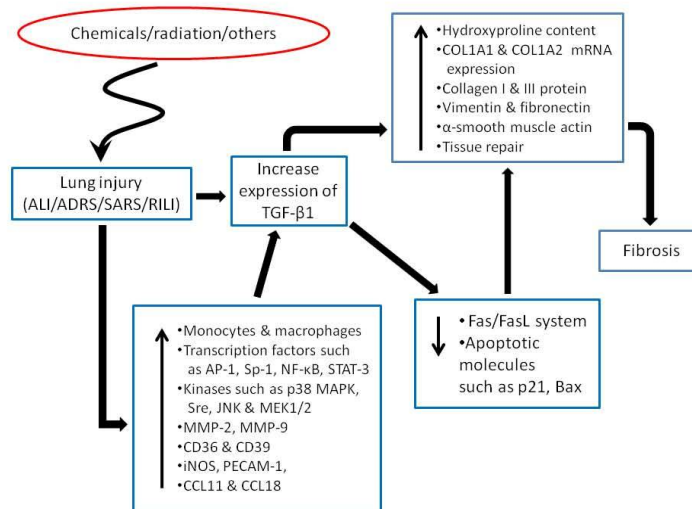 Chemicals/radiation/others
Lung injury
(ALI/ADRS/SARS/RILI)
Increase
expression of
TGF-β1
•Hydroxyproline content
•COL1A1 & COL1A2 mRNA
expression
•Collagen I & III protein
•Vimentin & fibronectin
•α-smooth muscle actin
•Tissue repair
Fibrosis
•Monocytes & macrophages
•Transcription factors such
as AP-1, Sp-1, NF-κB, STAT-3
•Kinases such as p38 MAPK,
Sre, JNK & MEK1/2
•MMP-2, MMP-9
•CD36 & CD39
•iNOS, PECAM-1,
•CCL11 & CCL18
• Fas/FasL system
•Apoptotic
molecules
such as p21, Bax